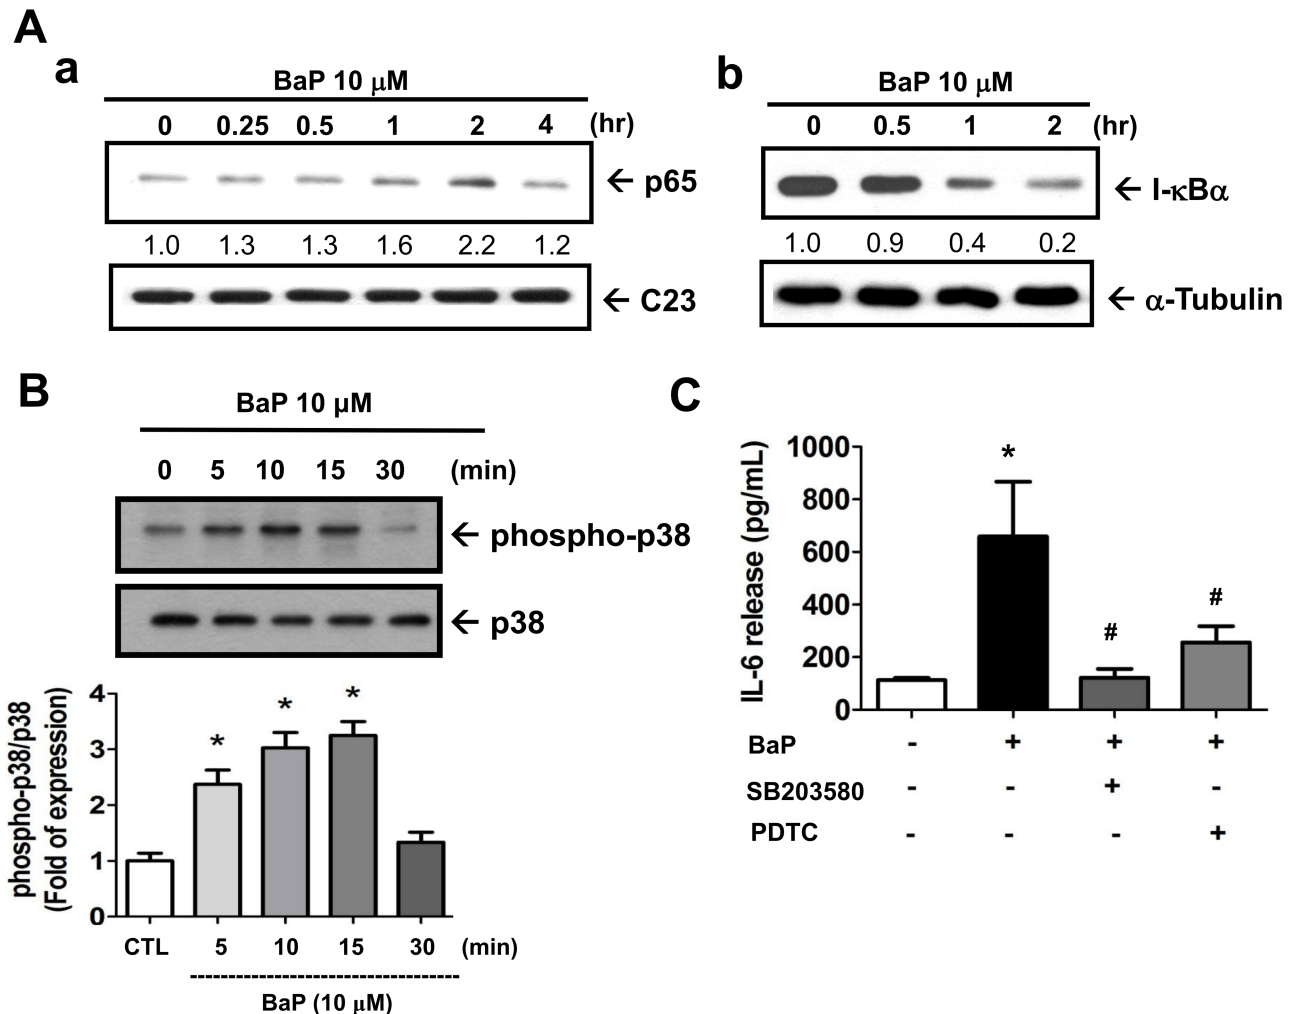 A
a
BaP 10 μM
0 0.25 0.5 1 2 4 (hr)
← p65
1.0 1.3 1.3 1.6 2.2 1.2
← C23
b
BaP 10 μM
0 0.5 1 2 (hr)
← I-κBα
1.0 0.9 0.4 0.2
← α-Tubulin
B
BaP 10 μM
0 5 10 15 30 (min)
← phospho-p38
← p38
phospho-p38/p38
(Fold of expression)
4
3
2
1
0
* * *
CTL 5 10 15 30 (min)
BaP (10 μM)
C
IL-6 release (pg/mL)
1000
800
600
400
200
0
* # #
BaP - + + +
SB203580 - - + -
PDTC - - - +